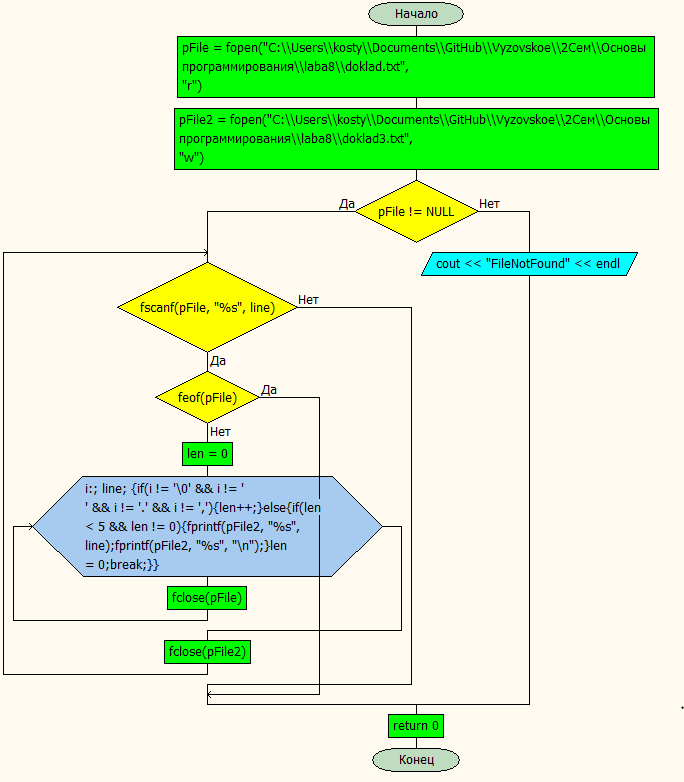 Начало
pFile = fopen("C:\\Users\\kosty\\Documents\\GitHub\\Vyzovskoe\\2Сем\\Основы
программирования\\laba8\\doklad.txt",
"r")
pFile2 = fopen("C:\\Users\\kosty\\Documents\\GitHub\\Vyzovskoe\\2Сем\\Основы
программирования\\laba8\\doklad3.txt",
"w")
Да
pFile != NULL
Нет
cout << "FileNotFound" << endl
fscanf(pFile, "%s", line)
Нет
Да
feof(pFile)
Да
Нет
len = 0
i:; line; {if(i != '\0' && i != '
' && i != '.' && i != ','){len++;}else{if(len
< 5 && len != 0){fprintf(pFile2, "%s",
line);fprintf(pFile2, "%s", "\n");}len
= 0;break;}}
fclose(pFile)
fclose(pFile2)
return 0
Конец